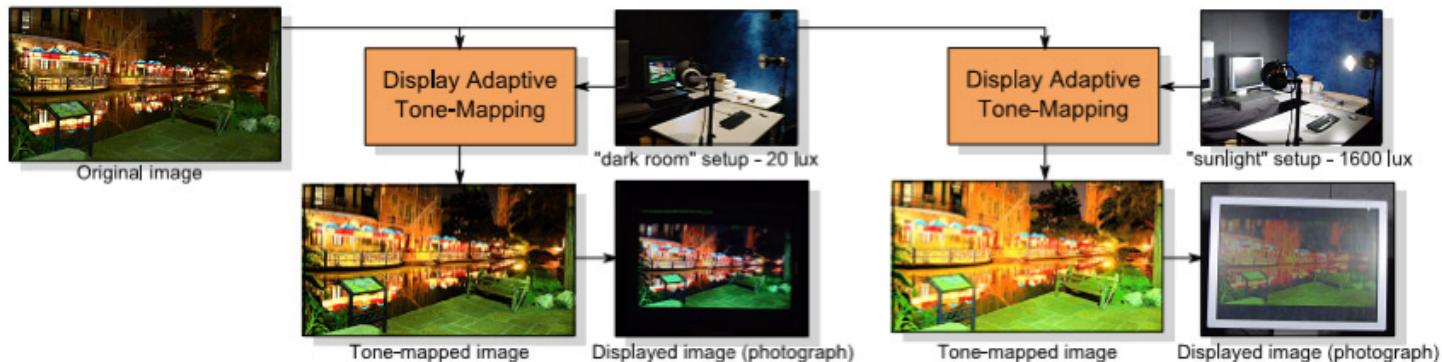 Display Adaptive
Tone-Mapping
Display Adaptive
Tone-Mapping
Original image
"dark room" setup - 20 lux
"sunlight" setup - 1600 lux
Tone-mapped image
Displayed image (photograph)
Tone-mapped image
Displayed image (photograph)